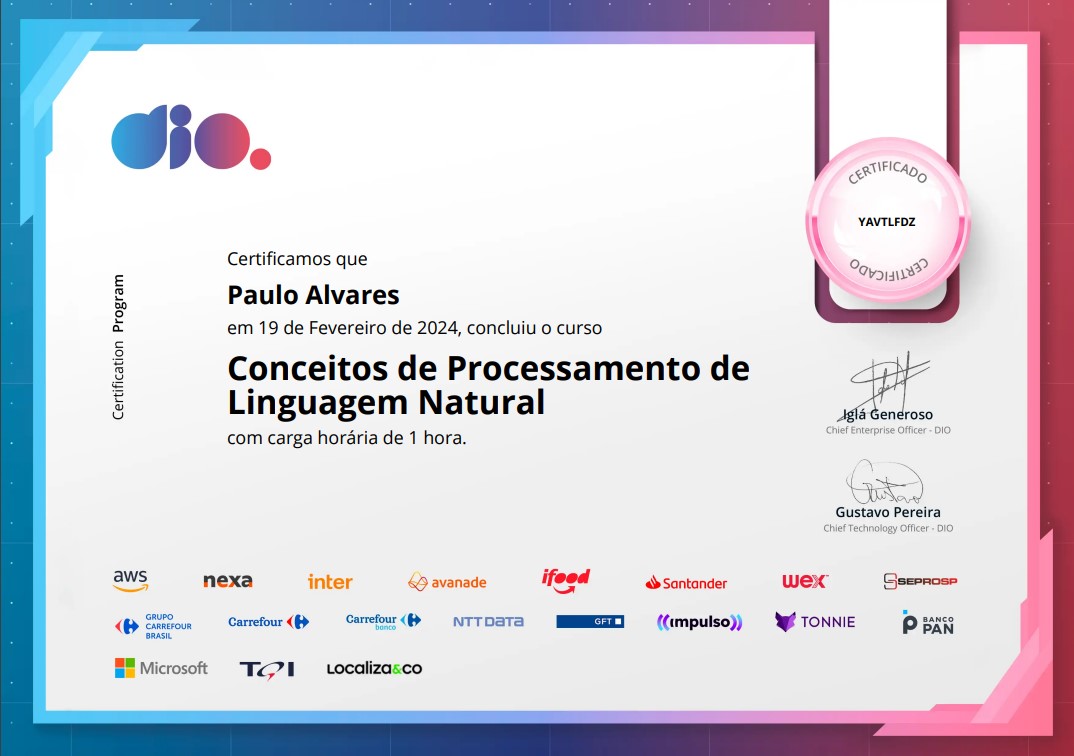 dio.
CERTIFICADO
YAVTLFDZ
CERTIFICADO
Certification Program
Certificamos que
Paulo Alvares
em 19 de Fevereiro de 2024, concluiu o curso
Conceitos de Processamento de
Linguagem Natural
com carga horária de 1 hora.
Iglá Generoso
Chief Enterprise Officer - DIO
Gustavo Pereira
Chief Technology Officer - DIO
aws nexa inter avanade ifood Santander wex SEPROSP
GRUPO
CARREFOUR
BRASIL
Carrefour Carrefour
banco
NTT DATA GFT impulso TONNIE BANCO
PAN
Microsoft TQI Localiza&co